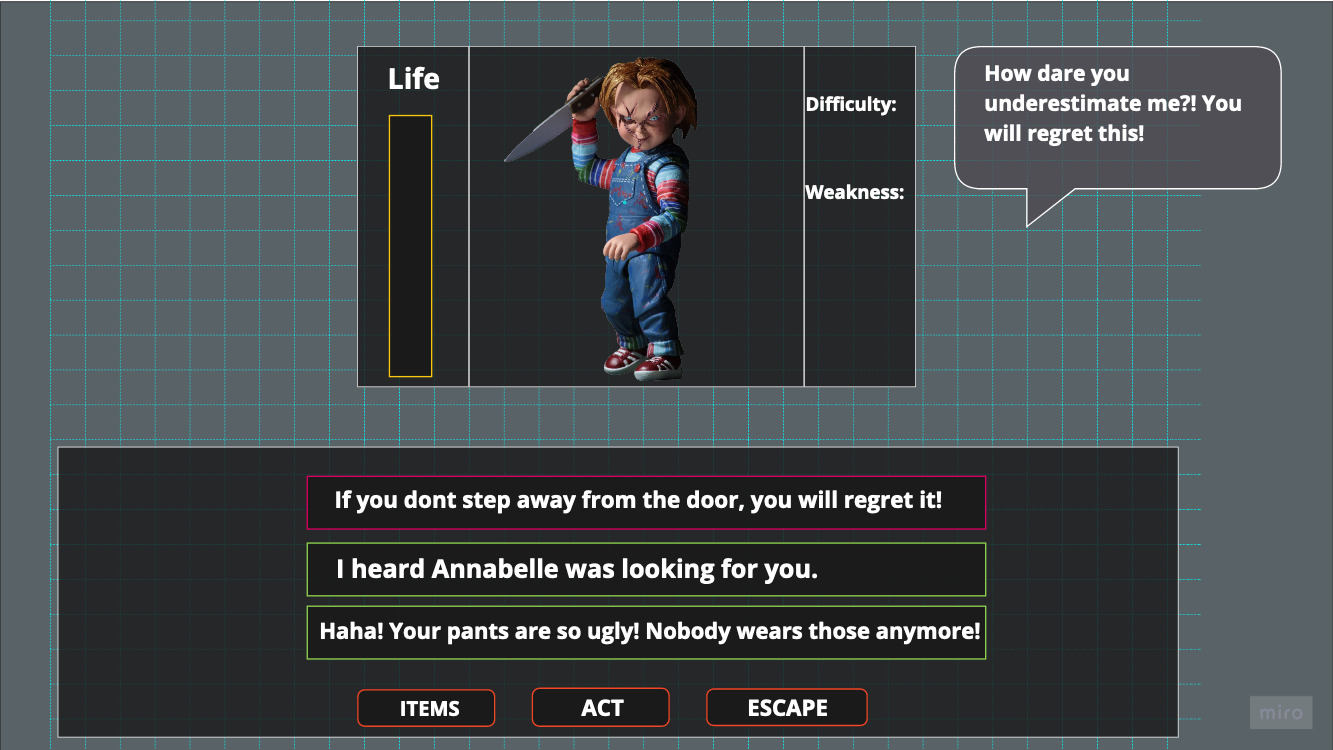 Life
Difficulty:
Weakness:
How dare you
underestimate me?! You
will regret this!
If you dont step away from the door, you will regret it!
I heard Annabelle was looking for you.
Haha! Your pants are so ugly! Nobody wears those anymore!
ITEMS
ACT
ESCAPE
miro